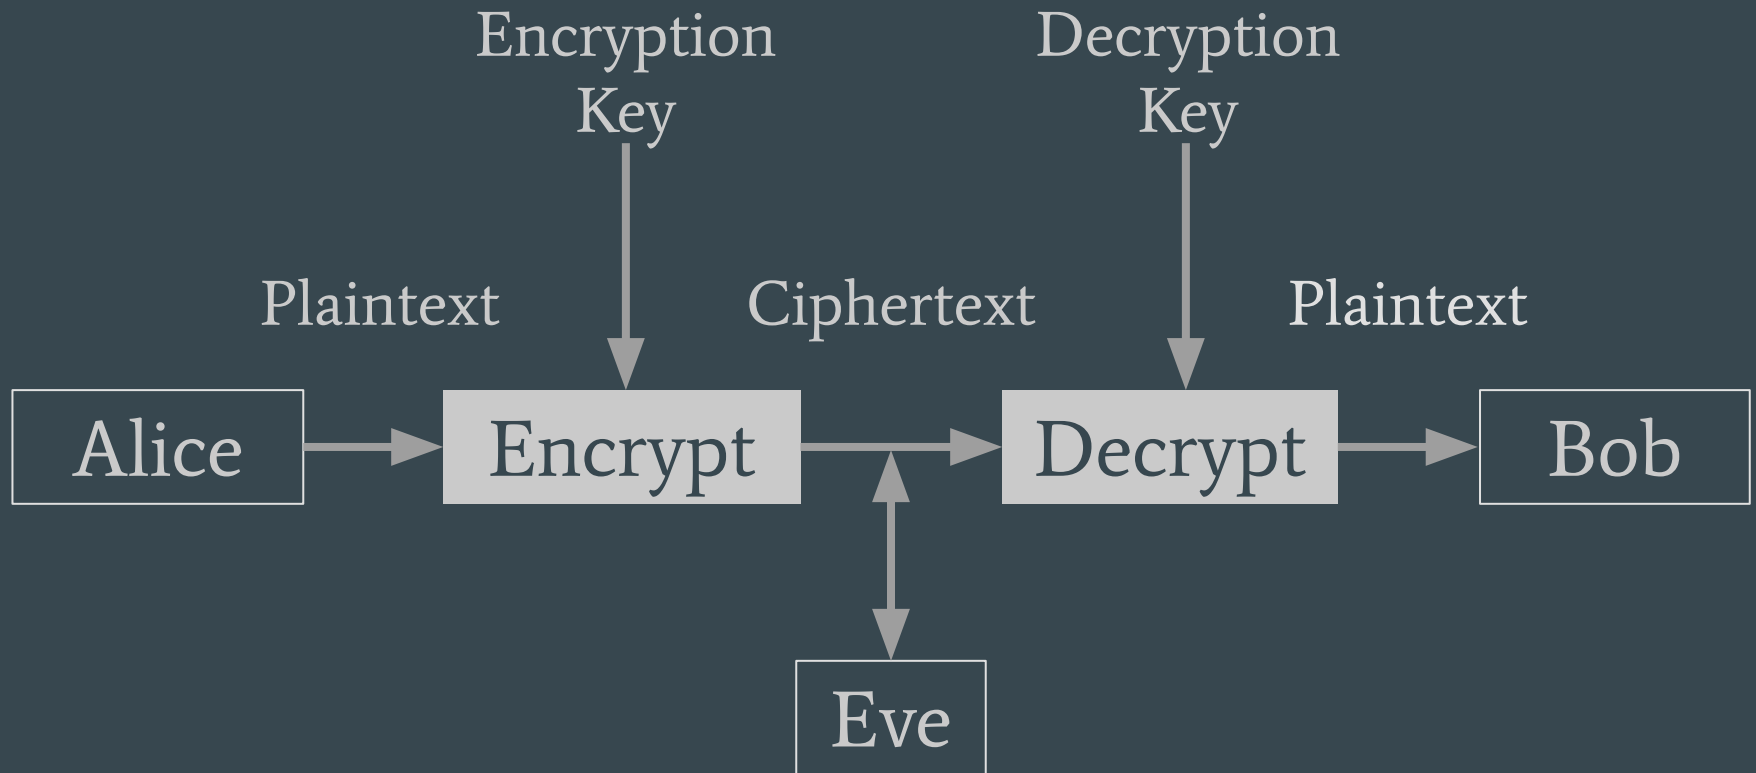 Encryption
Key
Decryption
Key
Plaintext
Ciphertext
Plaintext
Alice
Encrypt
Decrypt
Bob
Eve